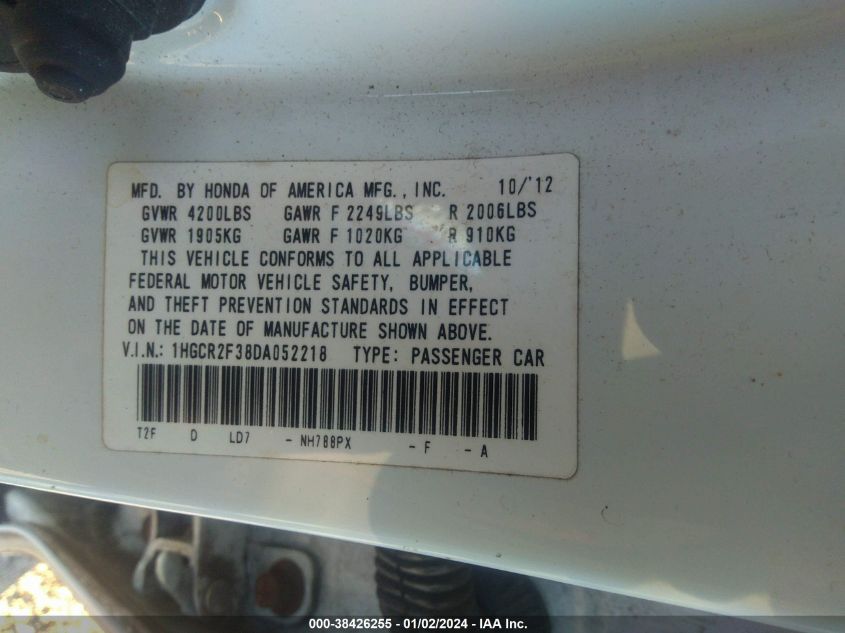 MFD. BY HONDA OF AMERICA MFG., INC. 10/'12
GVWR 4200LBS GAWR F 2249LBS R 2006LBS
GVWR 1905KG GAWR F 1020KG R 910KG
THIS VEHICLE CONFORMS TO ALL APPLICABLE
FEDERAL MOTOR VEHICLE SAFETY, BUMPER,
AND THEFT PREVENTION STANDARDS IN EFFECT
ON THE DATE OF MANUFACTURE SHOWN ABOVE.
V.I.N.: 1HGCR2F38DA052218 TYPE: PASSENGER CAR
T2F D LD7 - NH788PX - F - A
000-38426255 - 01/02/2024 - IAA Inc.